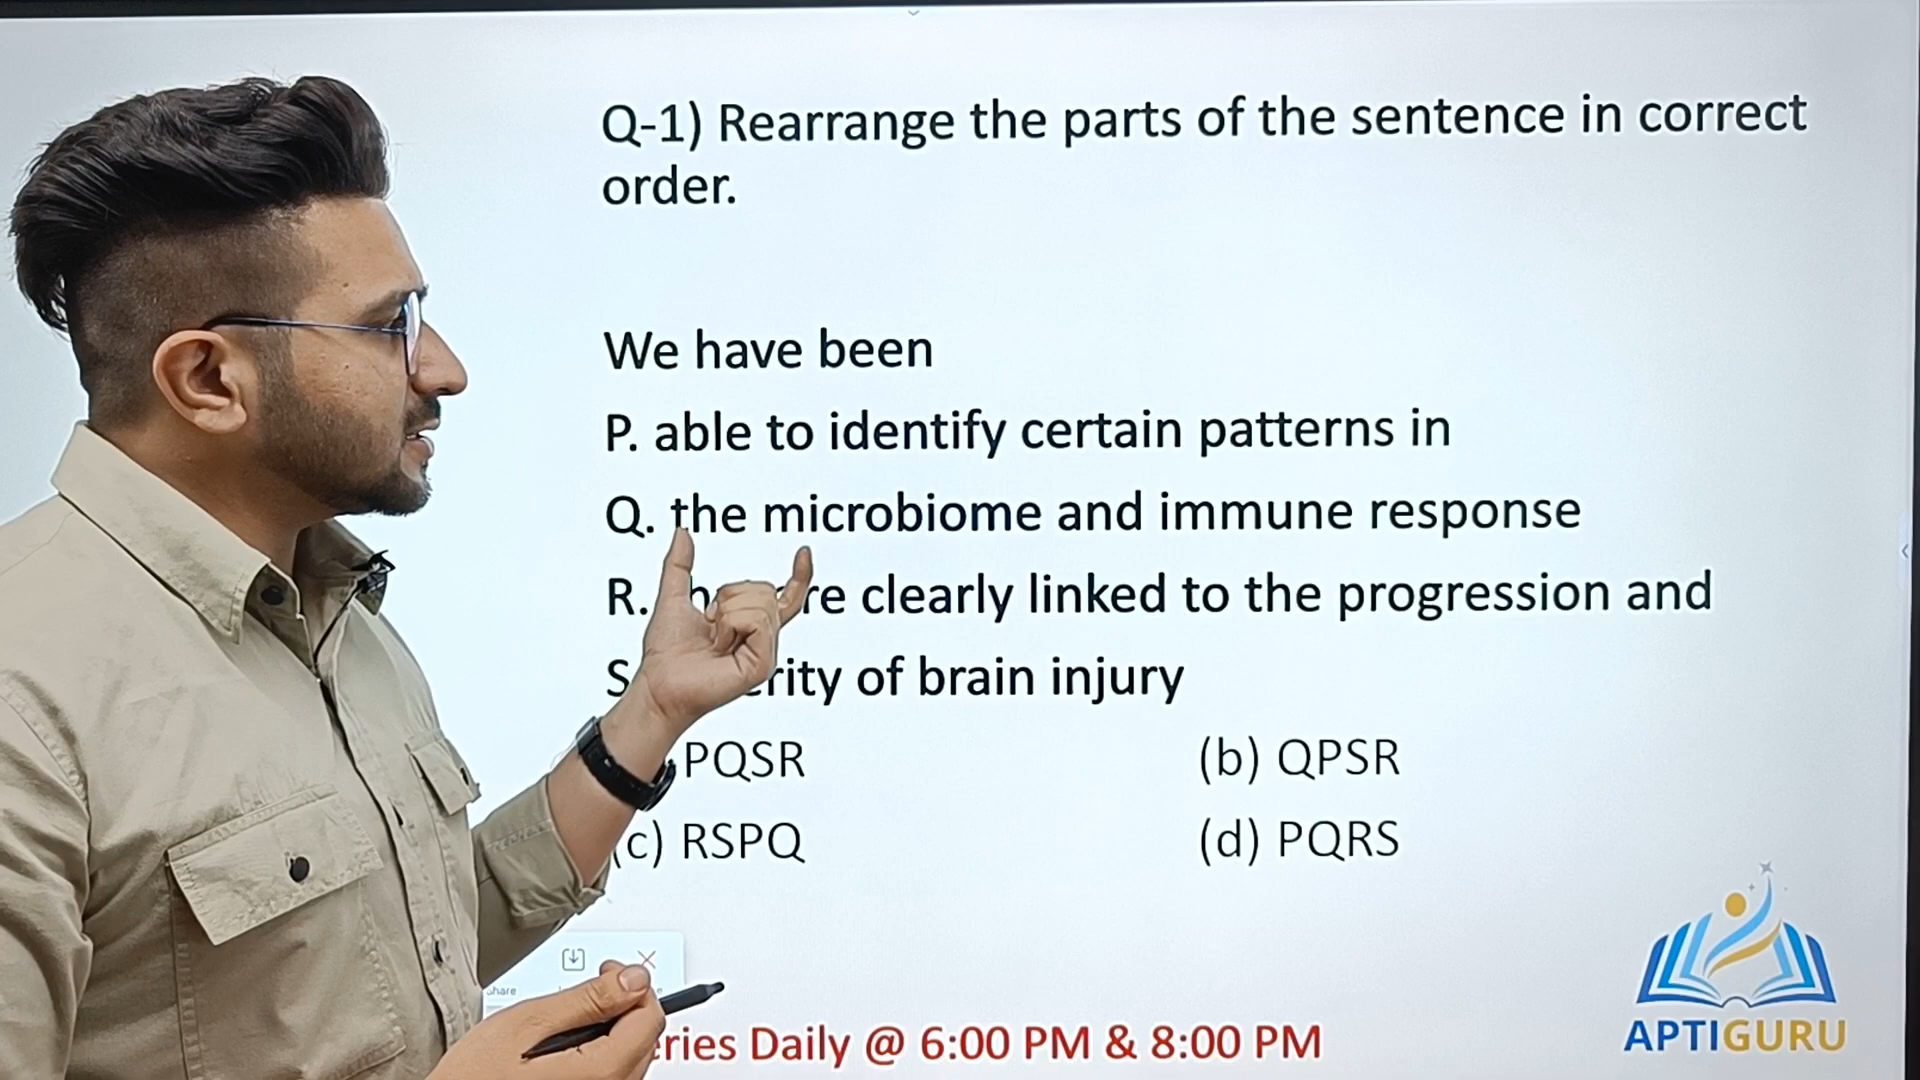 Q-1) Rearrange the parts of the sentence in correct
order.
We have been
P. able to identify certain patterns in
Q. the microbiome and immune response
R. clearly linked to the progression and
S of brain injury
PQSR
(b) QPSR
(c) RSPQ
(d) PQRS
Share
Daily @ 6:00 PM & 8:00 PM
APTIGURU